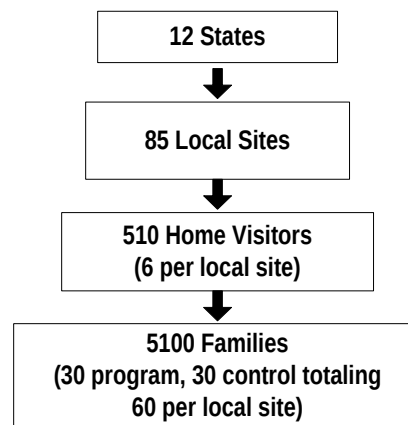 12 States
85 Local Sites
510 Home Visitors
(6 per local site)
5100 Families
(30 program, 30 control totaling
60 per local site)